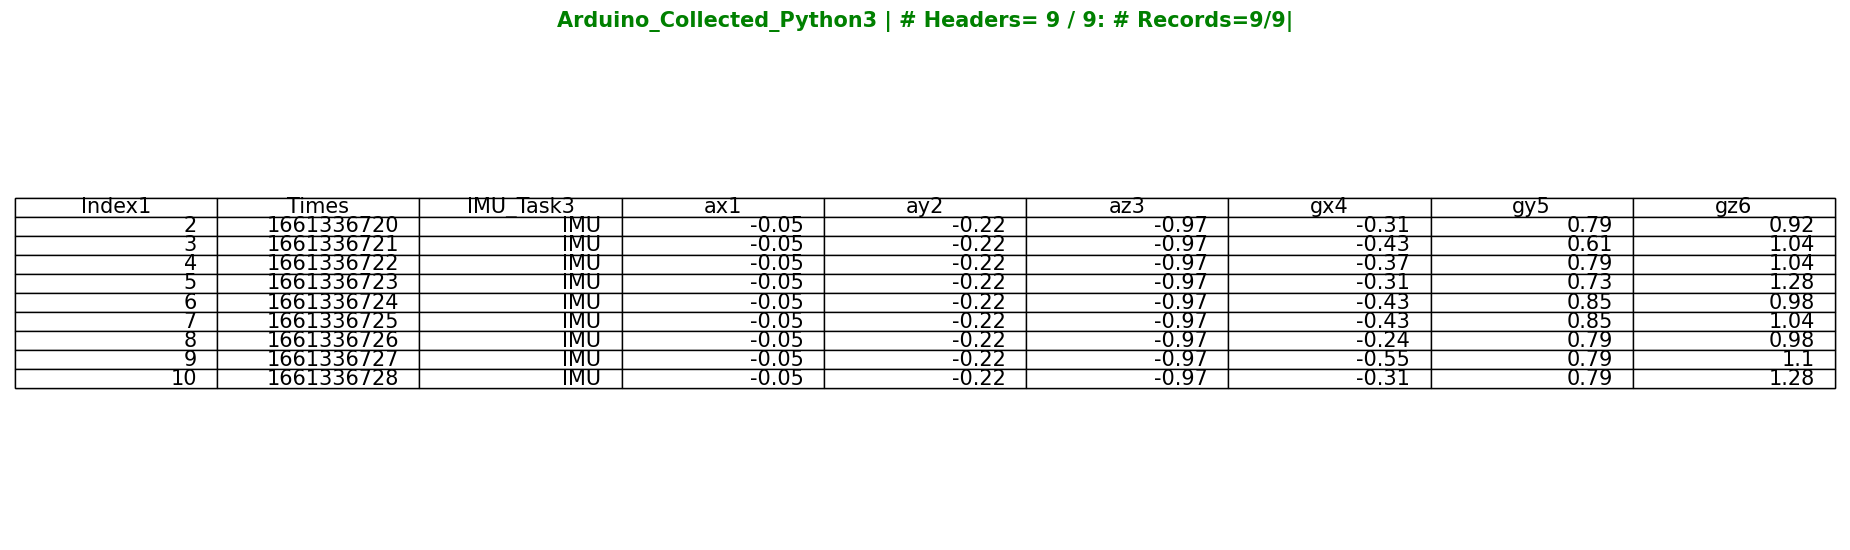 Arduino_Collected_Python3 | # Headers= 9 / 9: # Records=9/9|
Index1 Times IMU_Task3 ax1 ay2 az3 gx4 gy5 gz6
2 1661336720 IMU -0.05 -0.22 -0.97 -0.31 0.79 0.92
3 1661336721 IMU -0.05 -0.22 -0.97 -0.43 0.61 1.04
4 1661336722 IMU -0.05 -0.22 -0.97 -0.37 0.79 1.04
5 1661336723 IMU -0.05 -0.22 -0.97 -0.31 0.73 1.28
6 1661336724 IMU -0.05 -0.22 -0.97 -0.43 0.85 0.98
7 1661336725 IMU -0.05 -0.22 -0.97 -0.43 0.85 1.04
8 1661336726 IMU -0.05 -0.22 -0.97 -0.24 0.79 0.98
9 1661336727 IMU -0.05 -0.22 -0.97 -0.55 0.79 1.1
10 1661336728 IMU -0.05 -0.22 -0.97 -0.31 0.79 1.28